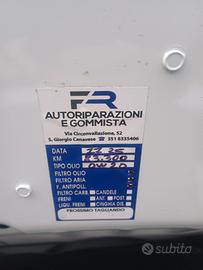 FR
AUTORIPARAZIONI
E GOMMISTA
Via Circonvallazione, 52
S. Giorgio Canavese ☎ 351 8335406
DATA
KM
TIPO OLIO
FILTRO OLIO
FILTRO ARIA
F. ANTIPOLL.
FILTRO CARB. CANDELE
FRENI ANT. POST
LIQU. FRENI CINGHIA DIS.
PROSSIMO TAGLIANDO
subito